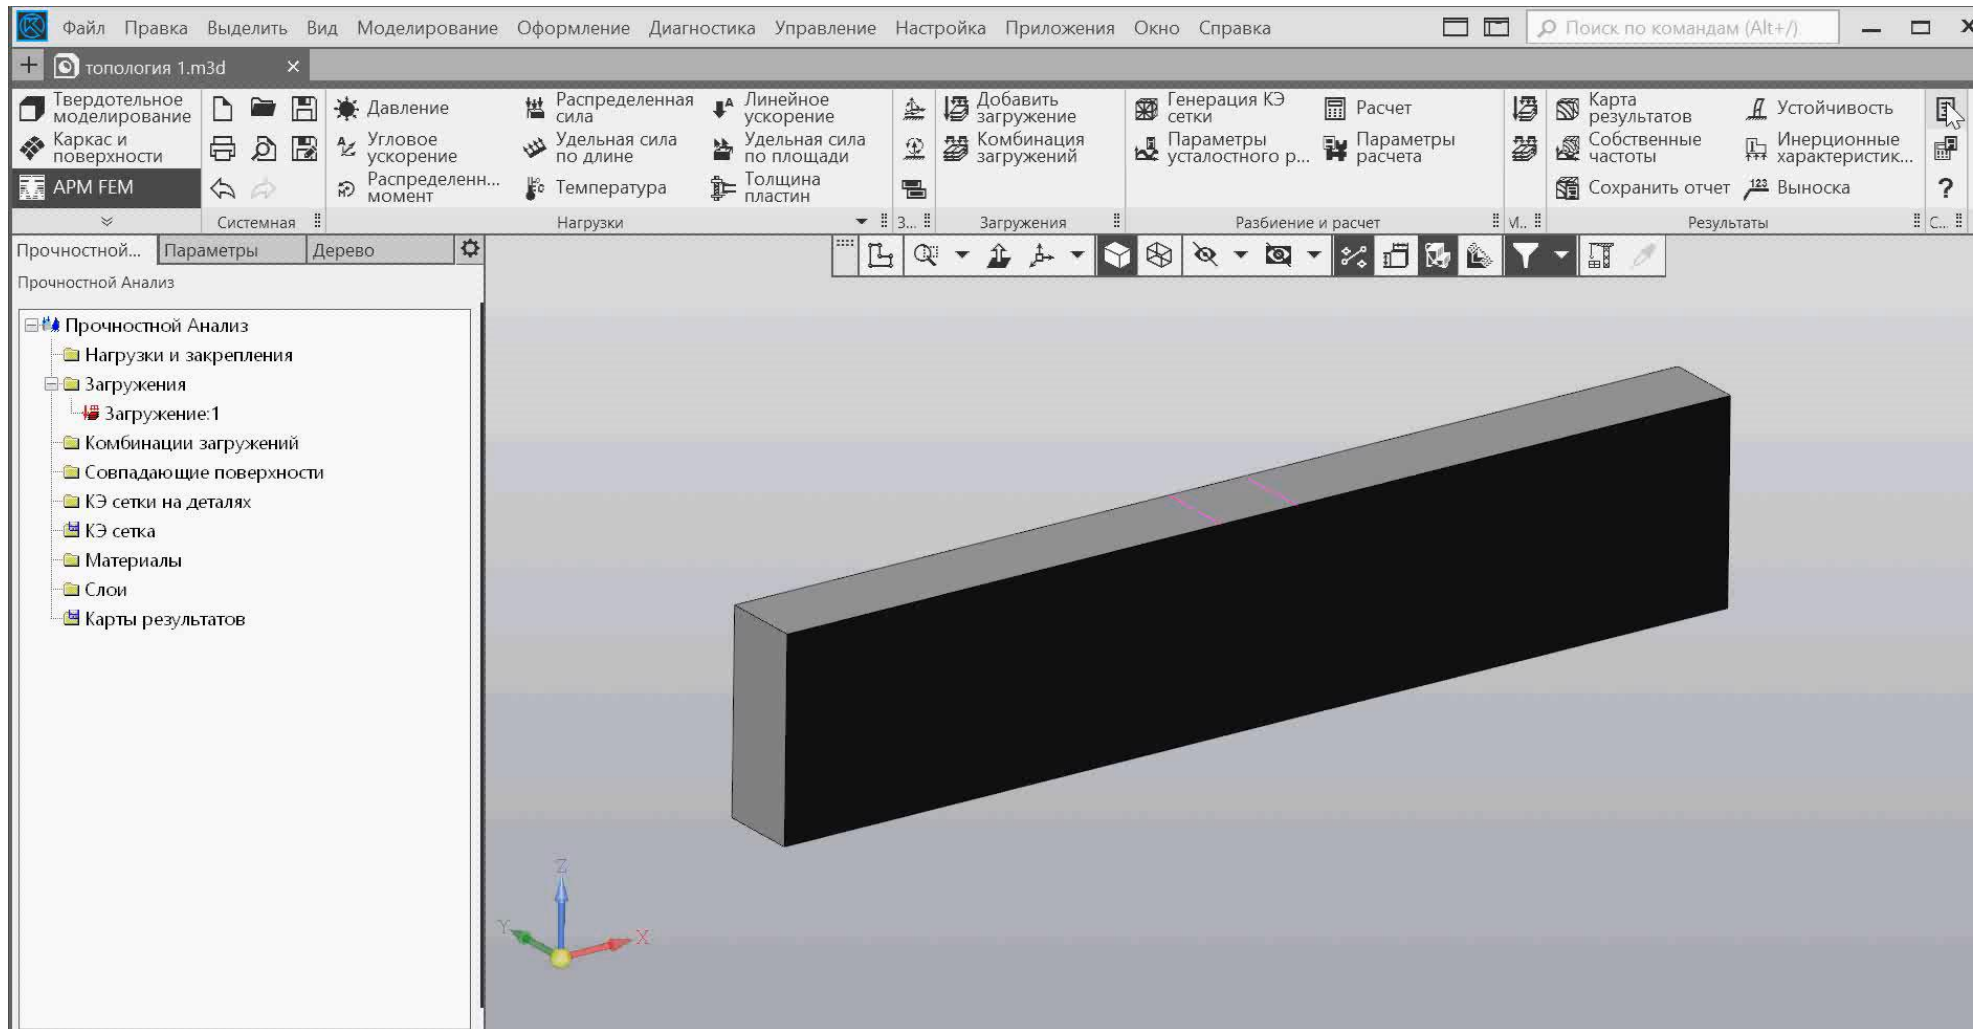 Файл Правка Выделить Вид Моделирование Оформление Диагностика Управление Настройка Приложения Окно Справка Поиск по командам (Alt+/)
топология 1.m3d
Твердотельное моделирование
Каркас и поверхности
APM FEM
Системная
Давление
Угловое ускорение
Распределенн... момент
Распределенная сила
Удельная сила по длине
Температура
Линейное ускорение
Удельная сила по площади
Толщина пластин
Нагрузки
З...
Добавить загружение
Комбинация загружений
Загружения
Генерация КЭ сетки
Параметры усталостного р...
Расчет
Параметры расчета
Разбиение и расчет
И..
Карта результатов
Собственные частоты
Сохранить отчет
Устойчивость
Инерционные характеристик...
123 Выноска
Результаты
С...
Прочностной... Параметры Дерево
Прочностной Анализ
Прочностной Анализ
Нагрузки и закрепления
Загружения
Загружение:1
Комбинации загружений
Совпадающие поверхности
КЭ сетки на деталях
КЭ сетка
Материалы
Слои
Карты результатов
Z
Y
X